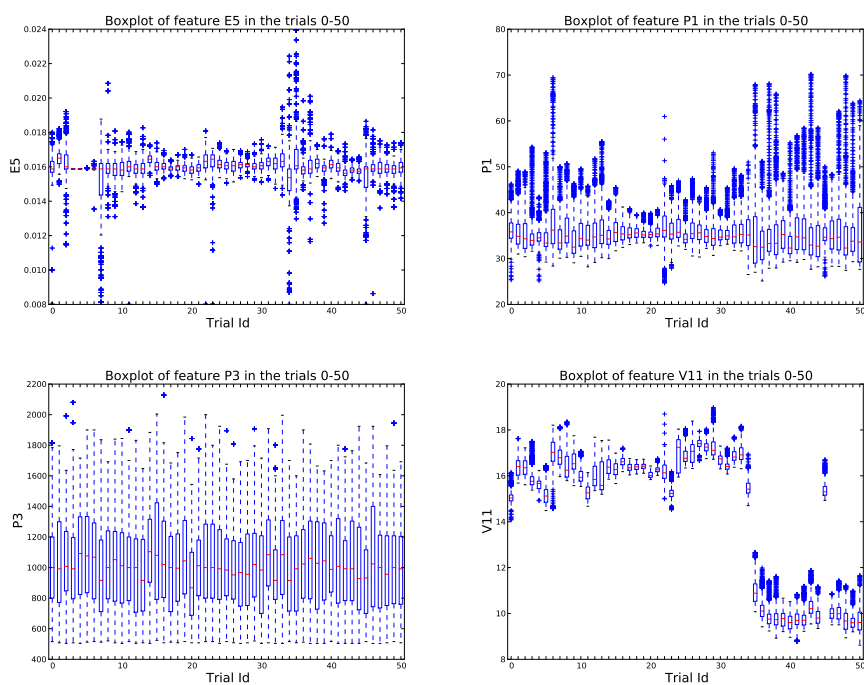 Boxplot of feature E5 in the trials 0-50
0.024
0.022
0.020
0.018
0.016
0.014
0.012
0.010
0.008
E5
0 10 20 30 40 50
Trial Id
Boxplot of feature P1 in the trials 0-50
80
70
60
50
40
30
20
P1
0 10 20 30 40 50
Trial Id
Boxplot of feature P3 in the trials 0-50
2200
2000
1800
1600
1400
1200
1000
800
600
400
P3
0 10 20 30 40 50
Trial Id
Boxplot of feature V11 in the trials 0-50
20
18
16
14
12
10
8
V11
0 10 20 30 40 50
Trial Id